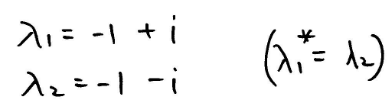 λ₁ = -1 + i
λ₂ = -1 - i (λ₁* = λ₂)